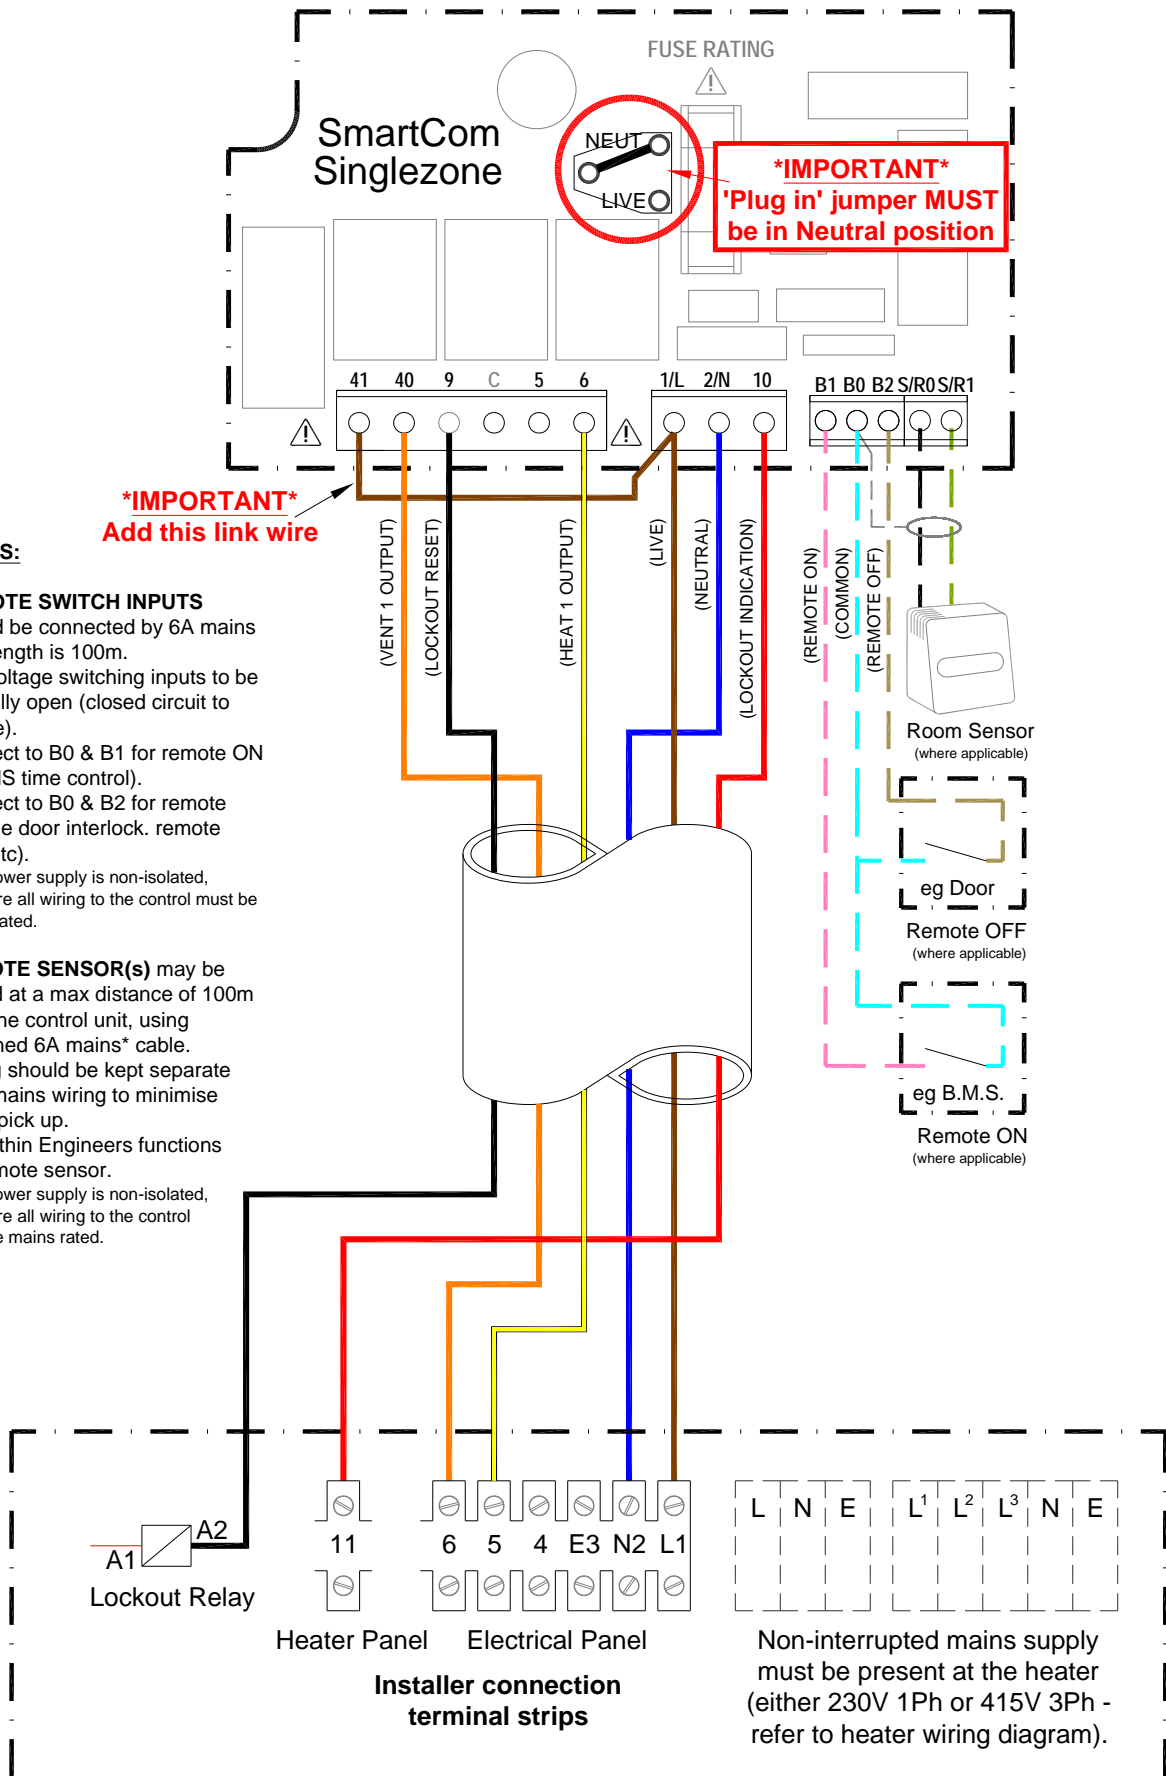 FUSE RATING
SmartCom
Singlezone
NEUT
LIVE
*IMPORTANT*
'Plug in' jumper MUST
be in Neutral position
41 40 9 C 5 6 1/L 2/N 10 B1 B0 B2 S/R0 S/R1
*IMPORTANT*
Add this link wire
(VENT 1 OUTPUT)
(LOCKOUT RESET)
(HEAT 1 OUTPUT)
(LIVE)
(NEUTRAL)
(LOCKOUT INDICATION)
(REMOTE ON)
(COMMON)
(REMOTE OFF)
S:
OTE SWITCH INPUTS
d be connected by 6A mains
ength is 100m.
oltage switching inputs to be
lly open (closed circuit to
e).
ect to B0 & B1 for remote ON
MS time control).
ect to B0 & B2 for remote
e door interlock. remote
tc).
ower supply is non-isolated,
re all wiring to the control must be
ated.
OTE SENSOR(s) may be
d at a max distance of 100m
he control unit, using
ned 6A mains* cable.
g should be kept separate
mains wiring to minimise
pick up.
thin Engineers functions
mote sensor.
ower supply is non-isolated,
re all wiring to the control
e mains rated.
Room Sensor
(where applicable)
eg Door
Remote OFF
(where applicable)
eg B.M.S.
Remote ON
(where applicable)
A1
A2
Lockout Relay
11
6 5 4 E3 N2 L1
L N E L1 L2 L3 N E
Heater Panel
Electrical Panel
Installer connection
terminal strips
Non-interrupted mains supply
must be present at the heater
(either 230V 1Ph or 415V 3Ph -
refer to heater wiring diagram).